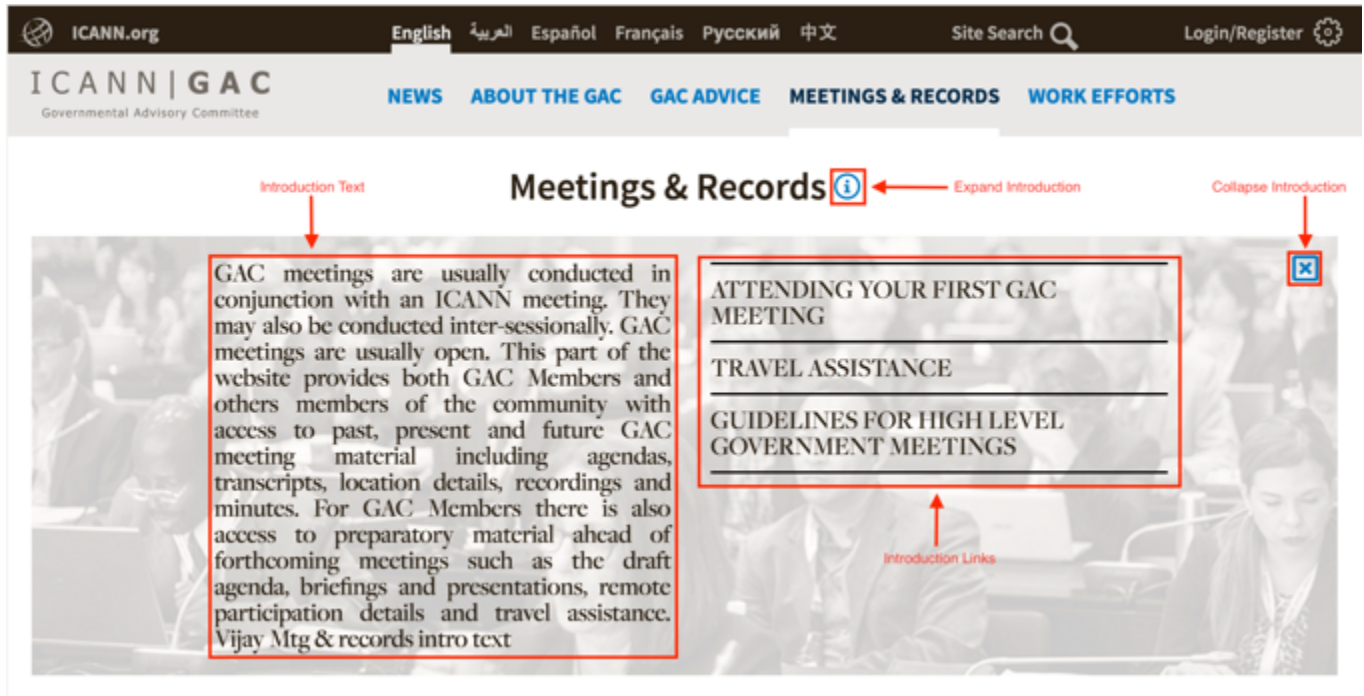 ICANN.org English العربية Español Français Русский 中文 Site Search Login/Register
ICANN|GAC
Governmental Advisory Committee
NEWS ABOUT THE GAC GAC ADVICE MEETINGS & RECORDS WORK EFFORTS
Introduction Text
Meetings & Records
Expand Introduction
Collapse Introduction
GAC meetings are usually conducted in
conjunction with an ICANN meeting. They
may also be conducted inter-sessionally. GAC
meetings are usually open. This part of the
website provides both GAC Members and
others members of the community with
access to past, present and future GAC
meeting material including agendas,
transcripts, location details, recordings and
minutes. For GAC Members there is also
access to preparatory material ahead of
forthcoming meetings such as the draft
agenda, briefings and presentations, remote
participation details and travel assistance.
Vijay Mtg & records intro text
ATTENDING YOUR FIRST GAC
MEETING
TRAVEL ASSISTANCE
GUIDELINES FOR HIGH LEVEL
GOVERNMENT MEETINGS
Introduction Links